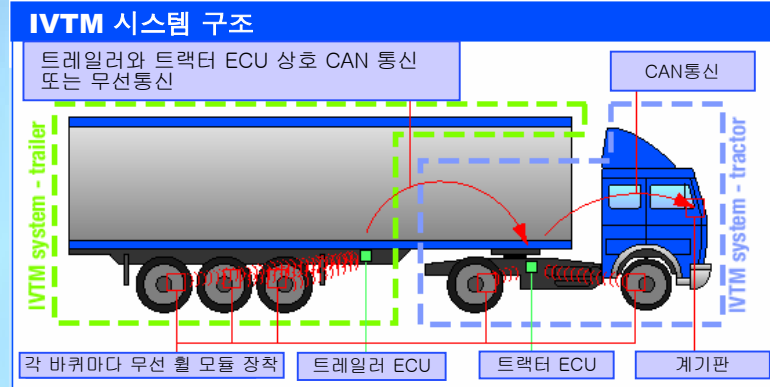 IVTM 시스템 구조
트레일러와 트랙터 ECU 상호 CAN 통신
또는 무선통신
CAN통신
IVTM system - trailer
IVTM system - tractor
각 바퀴마다 무선 휠 모듈 장착
트레일러 ECU
트랙터 ECU
계기판